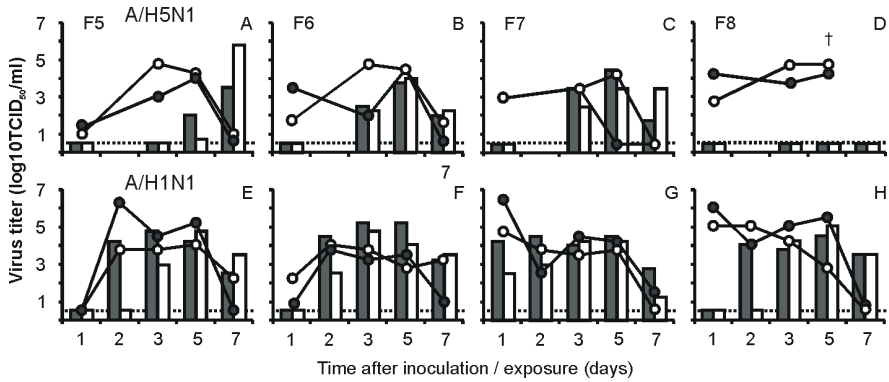 A/H5N1
F5 A F6 B F7 C F8 D
7
5
3
1
†
A/H1N1
E F G H
7
7
5
3
1
1 2 3 5 7 1 2 3 5 7 1 2 3 5 7 1 2 3 5 7
Virus titer (log10TCID50/ml)
Time after inoculation / exposure (days)